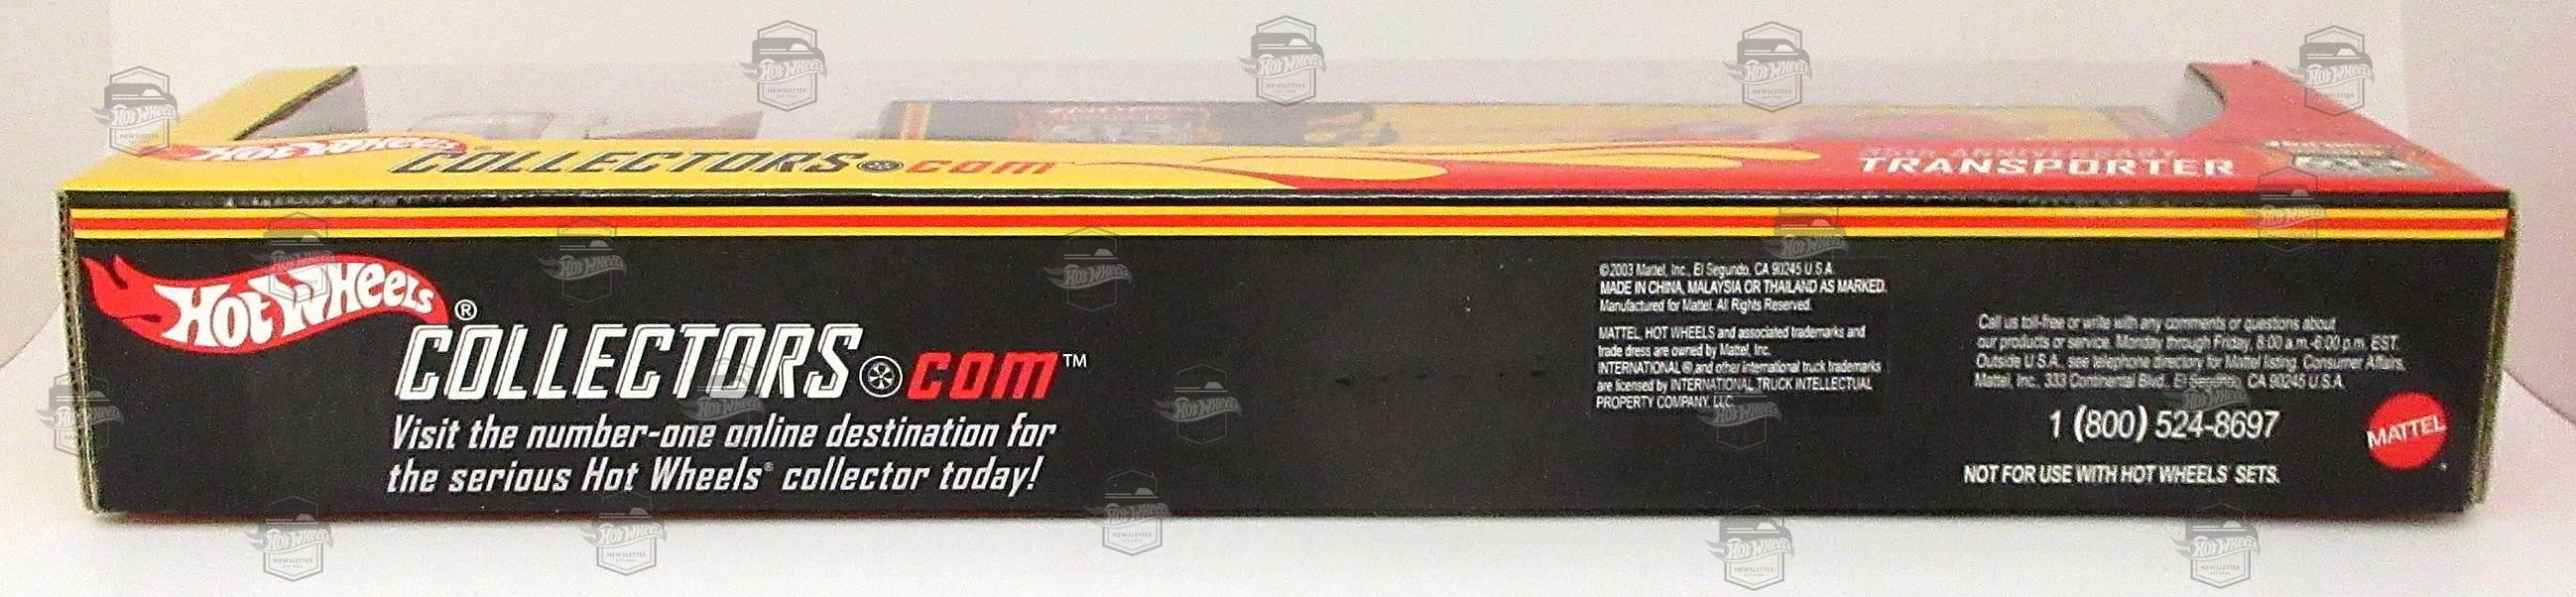 HOT WHEELS
COLLECTORS.com
35th ANNIVERSARY
TRANSPORTER
HOT WHEELS ®
COLLECTORS.com ™
Visit the number-one online destination for
the serious Hot Wheels® collector today!
©2003 Mattel, Inc., El Segundo, CA 90245 U.S.A.
MADE IN CHINA, MALAYSIA OR THAILAND AS MARKED.
Manufactured for Mattel. All Rights Reserved.
MATTEL, HOT WHEELS and associated trademarks and
trade dress are owned by Mattel, Inc.
INTERNATIONAL ® and other international truck trademarks
are licensed by INTERNATIONAL TRUCK INTELLECTUAL
PROPERTY COMPANY, LLC
Call us toll-free or write with any comments or questions about
our products or service. Monday through Friday, 8:00 a.m.-6:00 p.m. EST.
Outside U.S.A., see telephone directory for Mattel listing. Consumer Affairs,
Mattel, Inc., 333 Continental Blvd., El Segundo, CA 90245 U.S.A.
1 (800) 524-8697
MATTEL
NOT FOR USE WITH HOT WHEELS® SETS.